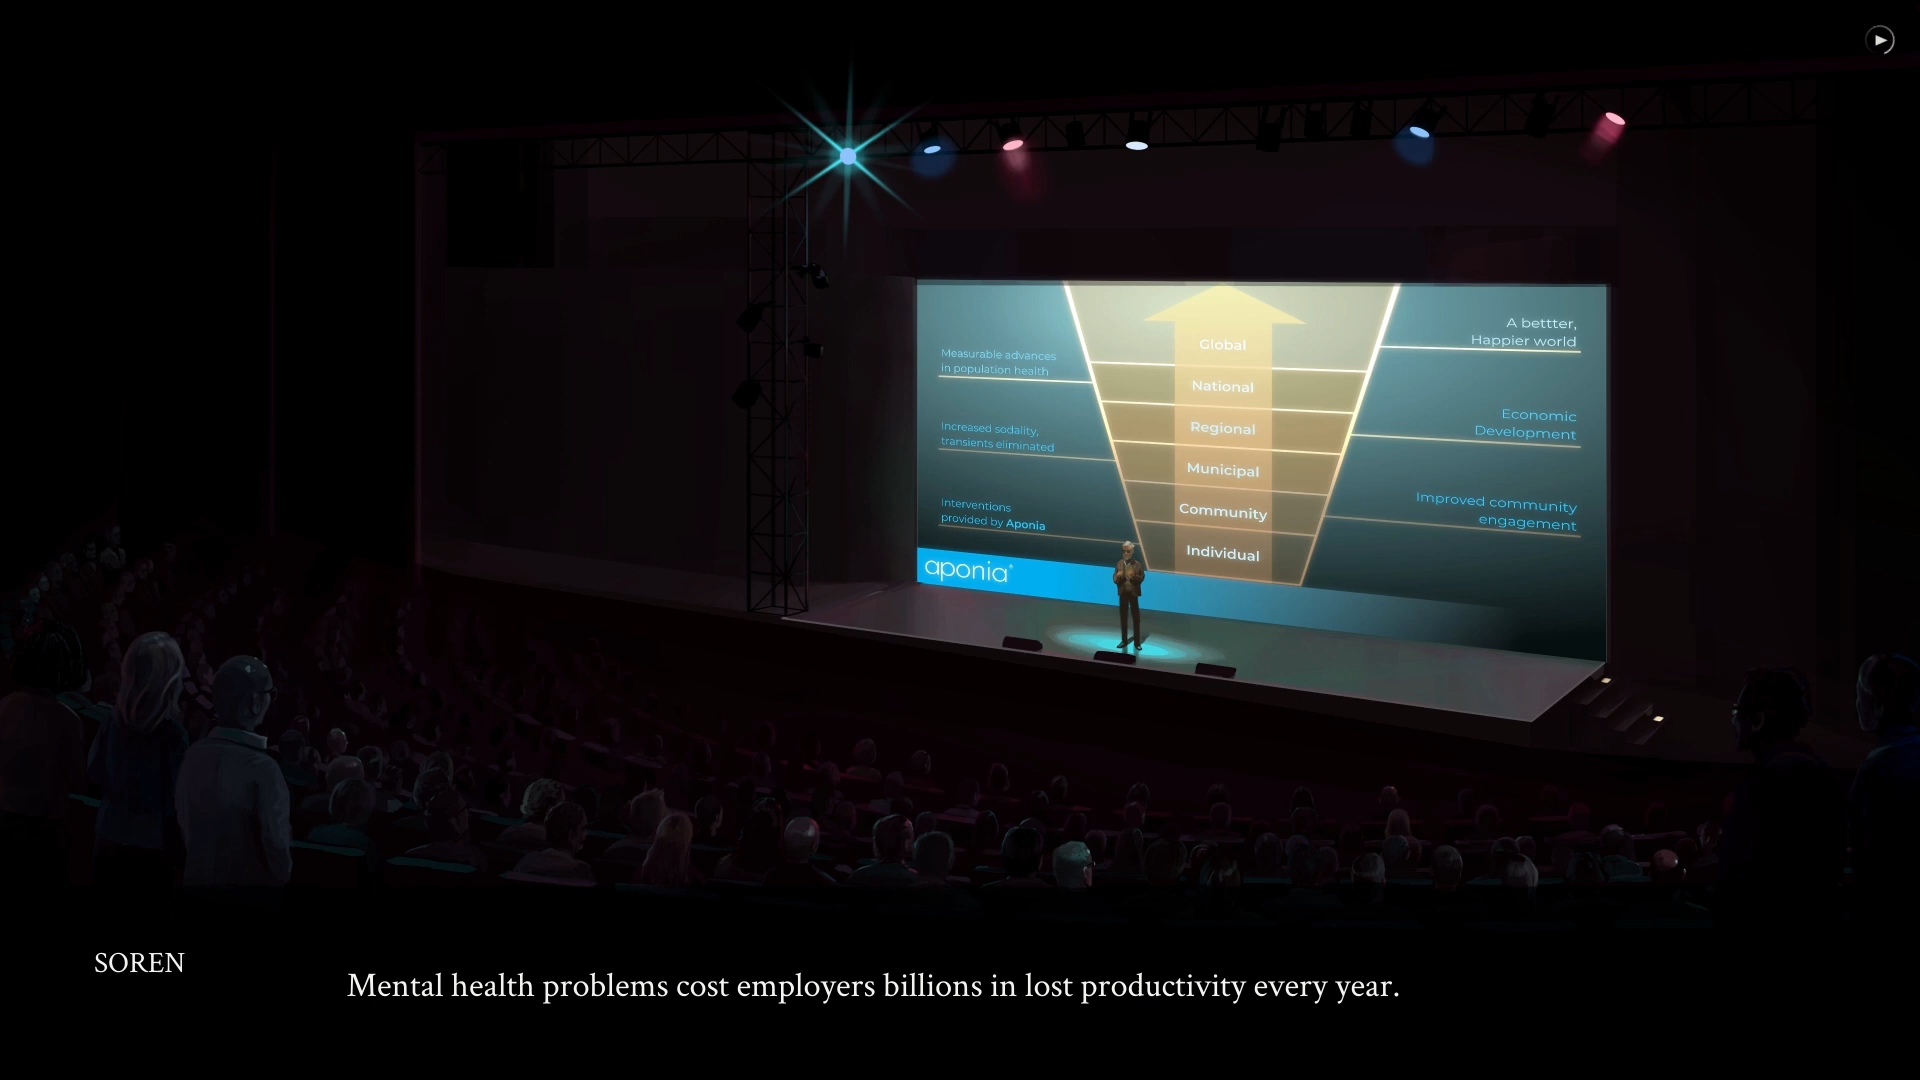 Measurable advances
in population health
Increased sodality,
transients eliminated
Interventions
provided by Aponia
aponia®
Global
National
Regional
Municipal
Community
Individual
A bettter,
Happier world
Economic
Development
Improved community
engagement
SOREN
Mental health problems cost employers billions in lost productivity every year.